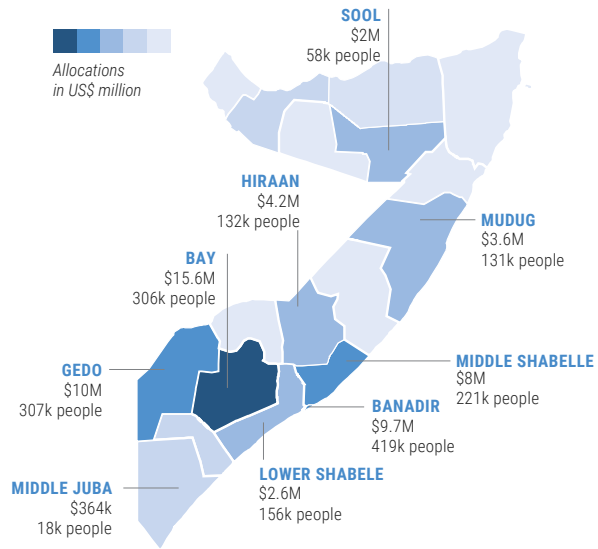 SOOL
$2M
58k people
Allocations
in US$ million
HIRAAN
$4.2M
132k people
MUDUG
$3.6M
131k people
BAY
$15.6M
306k people
GEDO
$10M
307k people
MIDDLE SHABELLE
$8M
221k people
BANADIR
$9.7M
419k people
LOWER SHABELE
$2.6M
156k people
MIDDLE JUBA
$364k
18k people